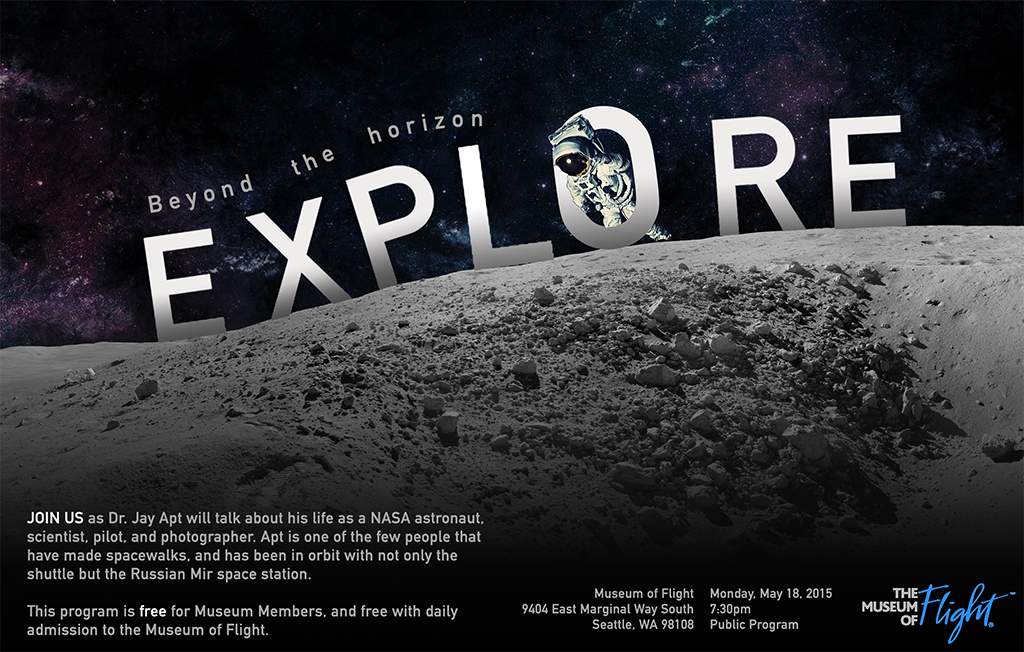 Beyond the horizon
EXPLORE
JOIN US as Dr. Jay Apt will talk about his life as a NASA astronaut,
scientist, pilot, and photographer. Apt is one of the few people that
have made spacewalks, and has been in orbit with not only the
shuttle but the Russian Mir space station.
This program is free for Museum Members, and free with daily
admission to the Museum of Flight.
Museum of Flight
9404 East Marginal Way South
Seattle, WA 98108
Monday, May 18, 2015
7:30pm
Public Program
THE
MUSEUM
OF
Flight®